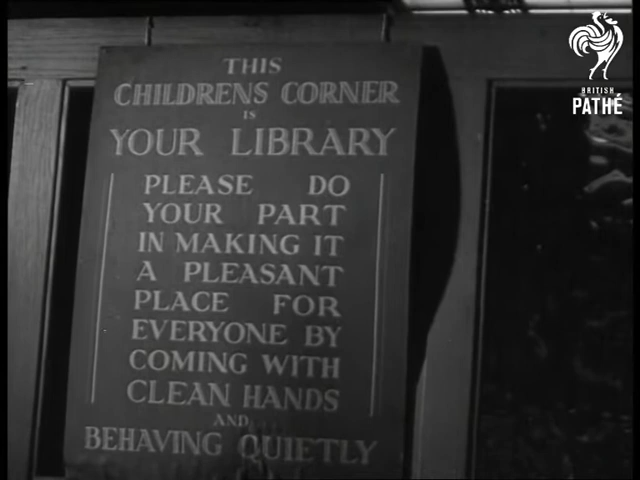 THIS
CHILDRENS CORNER
IS
YOUR LIBRARY
PLEASE DO
YOUR PART
IN MAKING IT
A PLEASANT
PLACE FOR
EVERYONE BY
COMING WITH
CLEAN HANDS
AND
BEHAVING QUIETLY
BRITISH
PATHÉ